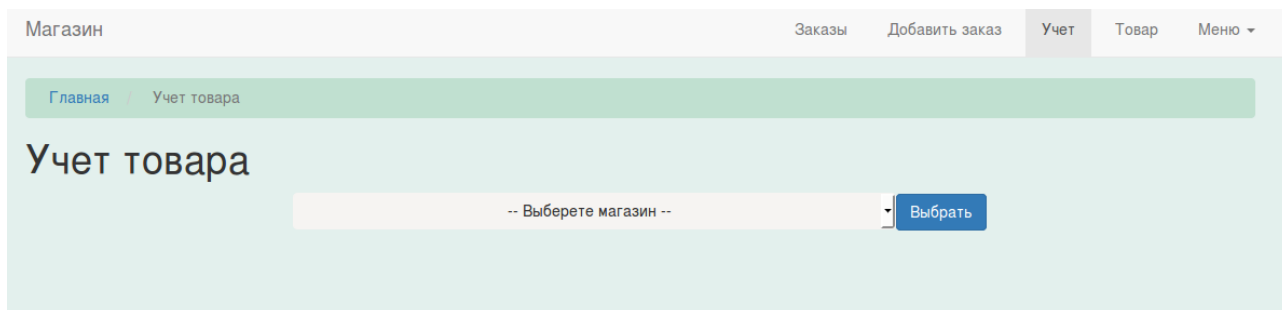 Магазин Заказы Добавить заказ Учет Товар Меню
Главная / Учет товара
Учет товара
-- Выберете магазин -- Выбрать